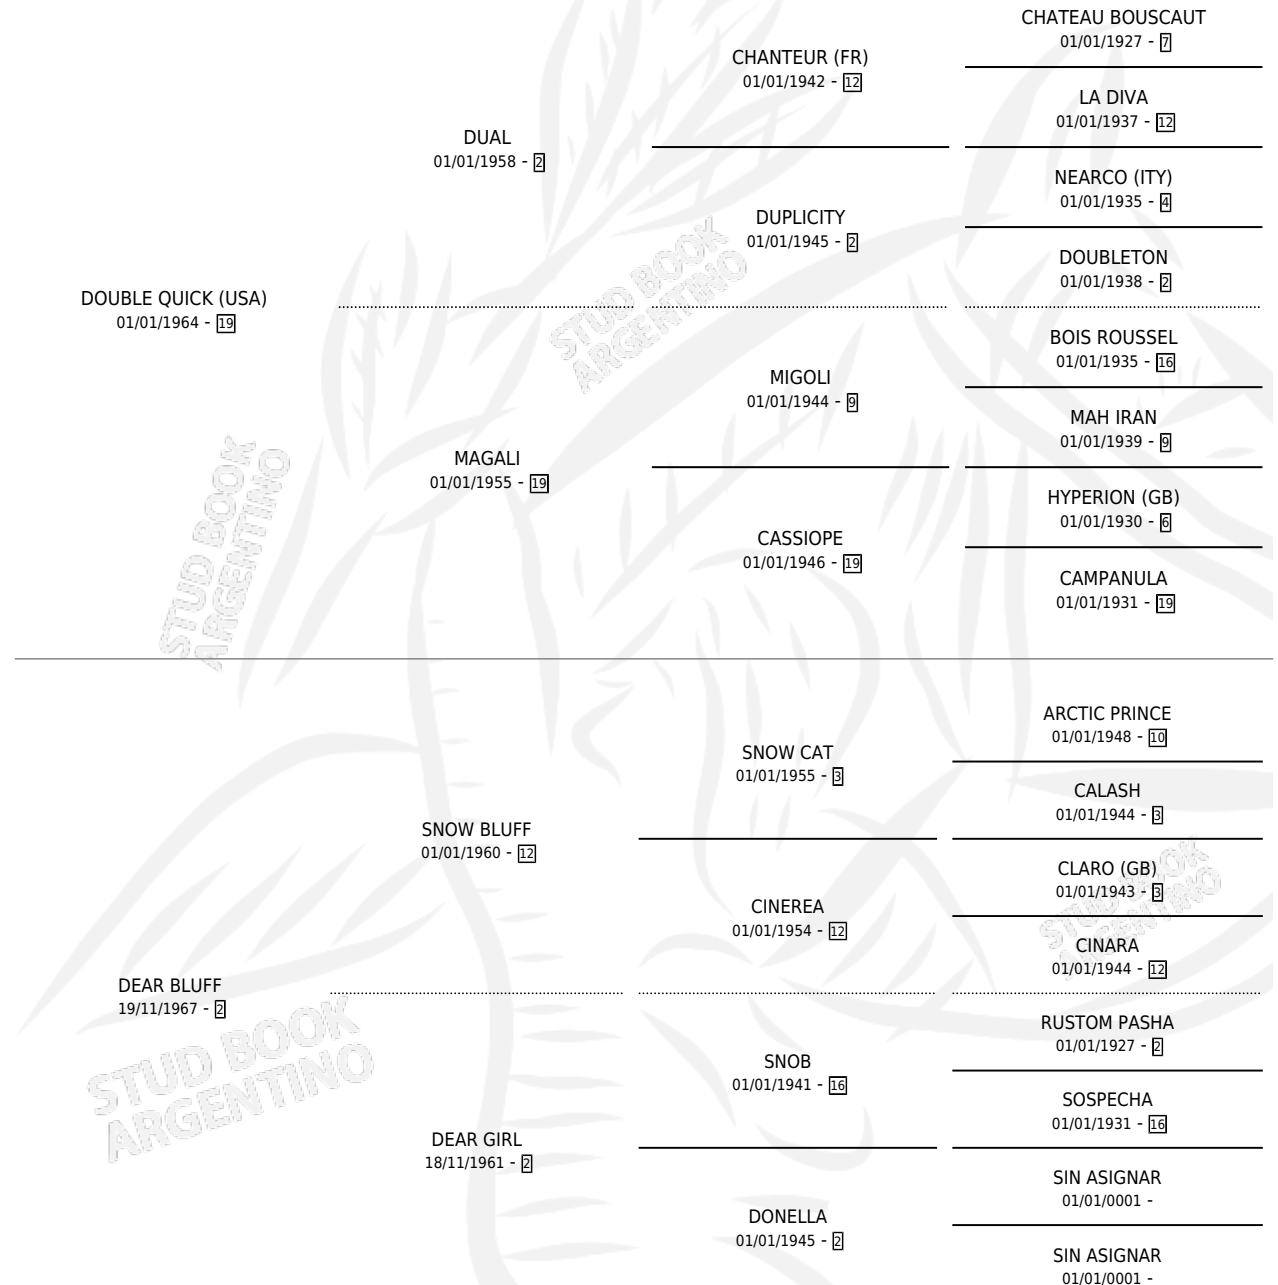 CHATEAU BOUSCAUT
01/01/1927 - 7
CHANTEUR (FR)
01/01/1942 - 12
LA DIVA
01/01/1937 - 12
DUAL
01/01/1958 - 2
NEARCO (ITY)
01/01/1935 - 4
DUPLICITY
01/01/1945 - 2
DOUBLETON
01/01/1938 - 2
DOUBLE QUICK (USA)
01/01/1964 - 19
BOIS ROUSSEL
01/01/1935 - 16
MIGOLI
01/01/1944 - 9
MAH IRAN
01/01/1939 - 9
MAGALI
01/01/1955 - 19
HYPERION (GB)
01/01/1930 - 6
CASSIOPE
01/01/1946 - 19
CAMPANULA
01/01/1931 - 19
ARCTIC PRINCE
01/01/1948 - 10
SNOW CAT
01/01/1955 - 3
CALASH
01/01/1944 - 3
SNOW BLUFF
01/01/1960 - 12
CLARO (GB)
01/01/1943 - 3
CINEREA
01/01/1954 - 12
CINARA
01/01/1944 - 12
DEAR BLUFF
19/11/1967 - 2
RUSTOM PASHA
01/01/1927 - 2
SNOB
01/01/1941 - 16
SOSPECHA
01/01/1931 - 16
DEAR GIRL
18/11/1961 - 2
SIN ASIGNAR
01/01/0001 -
DONELLA
01/01/1945 - 2
SIN ASIGNAR
01/01/0001 -
STUD BOOK
ARGENTINO
STUD BOOK
ARGENTINO
STUD BOOK
ARGENTINO
STUD BOOK
ARGENTINO